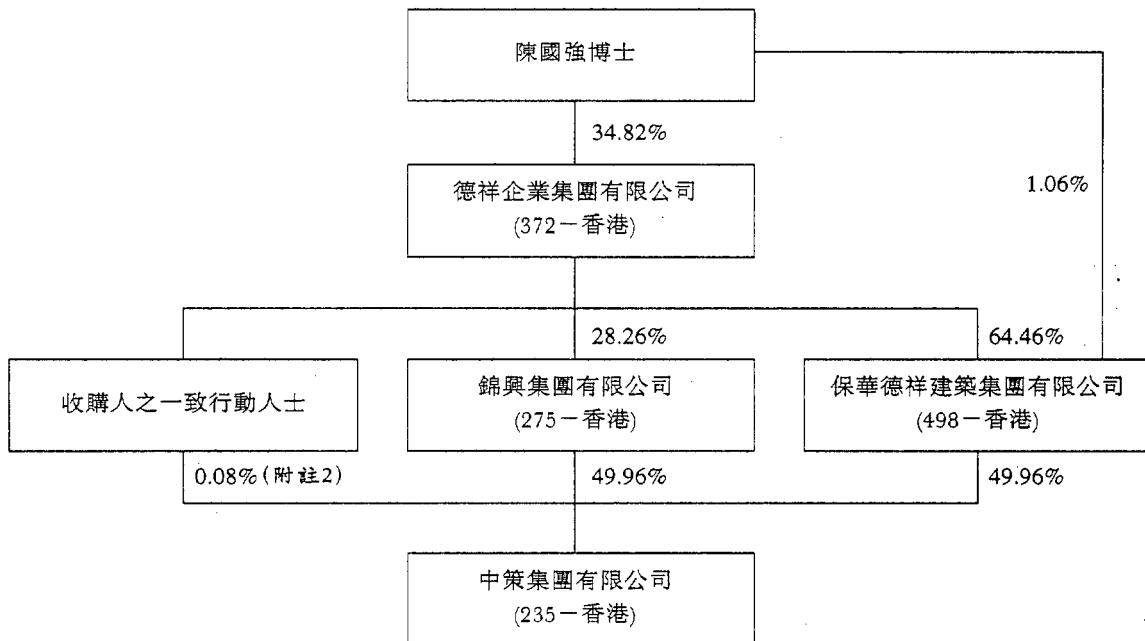 陳國強博士
34.82%
1.06%
德祥企業集團有限公司
(372－香港)
28.26%
64.46%
收購人之一致行動人士
錦興集團有限公司
(275－香港)
保華德祥建築集團有限公司
(498－香港)
0.08% (附註2)
49.96%
49.96%
中策集團有限公司
(235－香港)